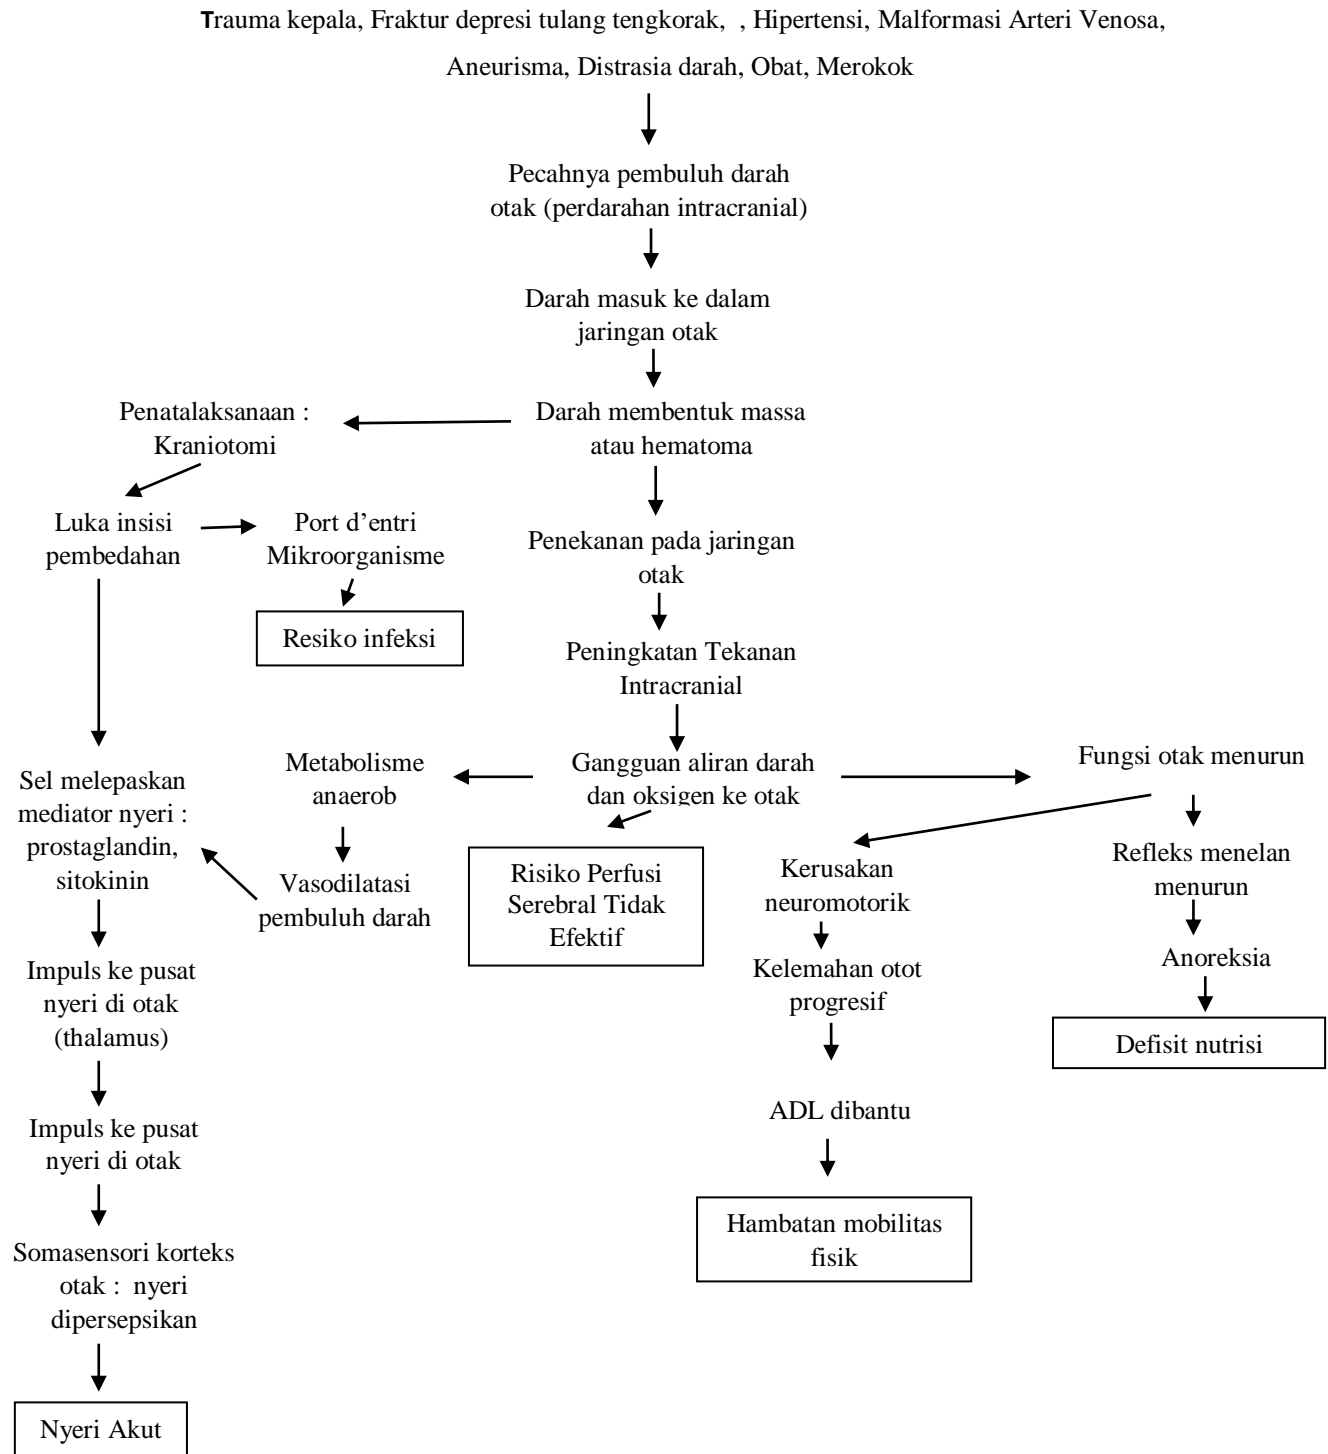 Trauma kepala, Fraktur depresi tulang tengkorak,  , Hipertensi, Malformasi Arteri Venosa,
Aneurisma, Distrasia darah, Obat, Merokok
Pecahnya pembuluh darah
otak (perdarahan intracranial)
Darah masuk ke dalam
jaringan otak
Penatalaksanaan :
Kraniotomi
Darah membentuk massa
atau hematoma
Luka insisi
pembedahan
Port d’entri
Mikroorganisme
Penekanan pada jaringan
otak
Resiko infeksi
Peningkatan Tekanan
Intracranial
Sel melepaskan
mediator nyeri :
prostaglandin,
sitokinin
Metabolisme
anaerob
Gangguan aliran darah
dan oksigen ke otak
Fungsi otak menurun
Vasodilatasi
pembuluh darah
Risiko Perfusi
Serebral Tidak
Efektif
Kerusakan
neuromotorik
Refleks menelan
menurun
Impuls ke pusat
nyeri di otak
(thalamus)
Kelemahan otot
progresif
Anoreksia
Defisit nutrisi
Impuls ke pusat
nyeri di otak
ADL dibantu
Somasensori korteks
otak :  nyeri
dipersepsikan
Hambatan mobilitas
fisik
Nyeri Akut